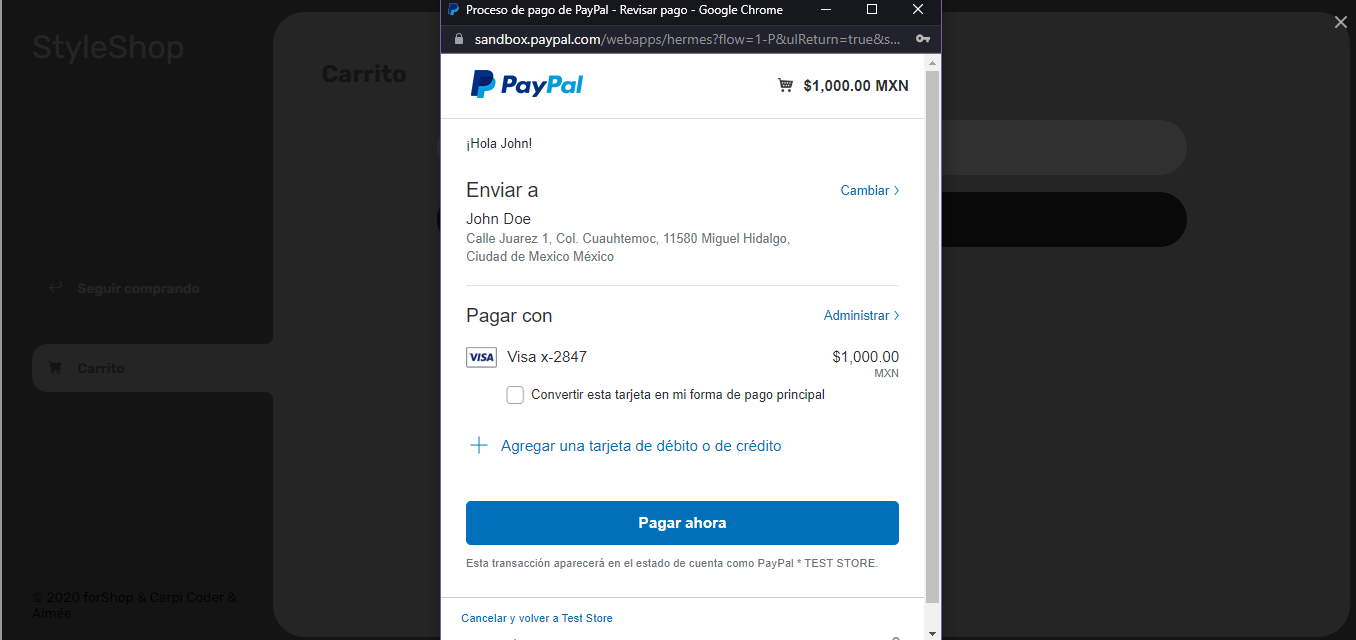 Proceso de pago de PayPal - Revisar pago - Google Chrome
sandbox.paypal.com/webapps/hermes?flow=1-P&ulReturn=true&s...
StyleShop
Carrito
PayPal
$1,000.00 MXN
¡Hola John!
Enviar a
Cambiar
John Doe
Calle Juarez 1, Col. Cuauhtemoc, 11580 Miguel Hidalgo,
Ciudad de Mexico México
Seguir comprando
Pagar con
Administrar
VISA
Visa x-2847
$1,000.00
MXN
Carrito
Convertir esta tarjeta en mi forma de pago principal
Agregar una tarjeta de débito o de crédito
Pagar ahora
Esta transacción aparecerá en el estado de cuenta como PayPal * TEST STORE.
© 2020 forShop & Carpi Coder &
Aimée
Cancelar y volver a Test Store